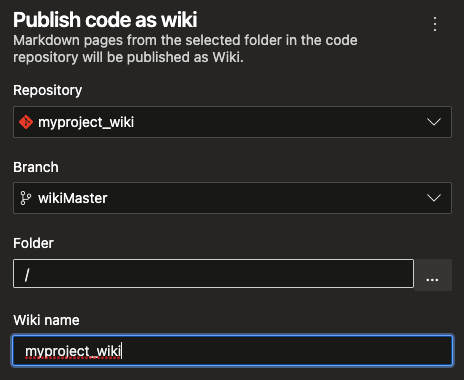 Publish code as wiki
Markdown pages from the selected folder in the code
repository will be published as Wiki.
Repository
myproject_wiki
Branch
wikiMaster
Folder
/
...
Wiki name
myproject_wiki